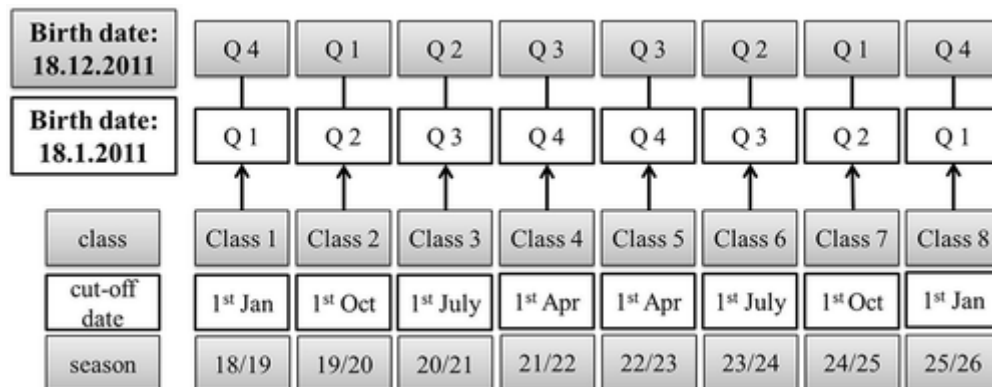 Birth date:
18.12.2011
Q 4 Q 1 Q 2 Q 3 Q 3 Q 2 Q 1 Q 4
Birth date:
18.1.2011
Q 1 Q 2 Q 3 Q 4 Q 4 Q 3 Q 2 Q 1
class Class 1 Class 2 Class 3 Class 4 Class 5 Class 6 Class 7 Class 8
cut-off
date
1st Jan 1st Oct 1st July 1st Apr 1st Apr 1st July 1st Oct 1st Jan
season 18/19 19/20 20/21 21/22 22/23 23/24 24/25 25/26